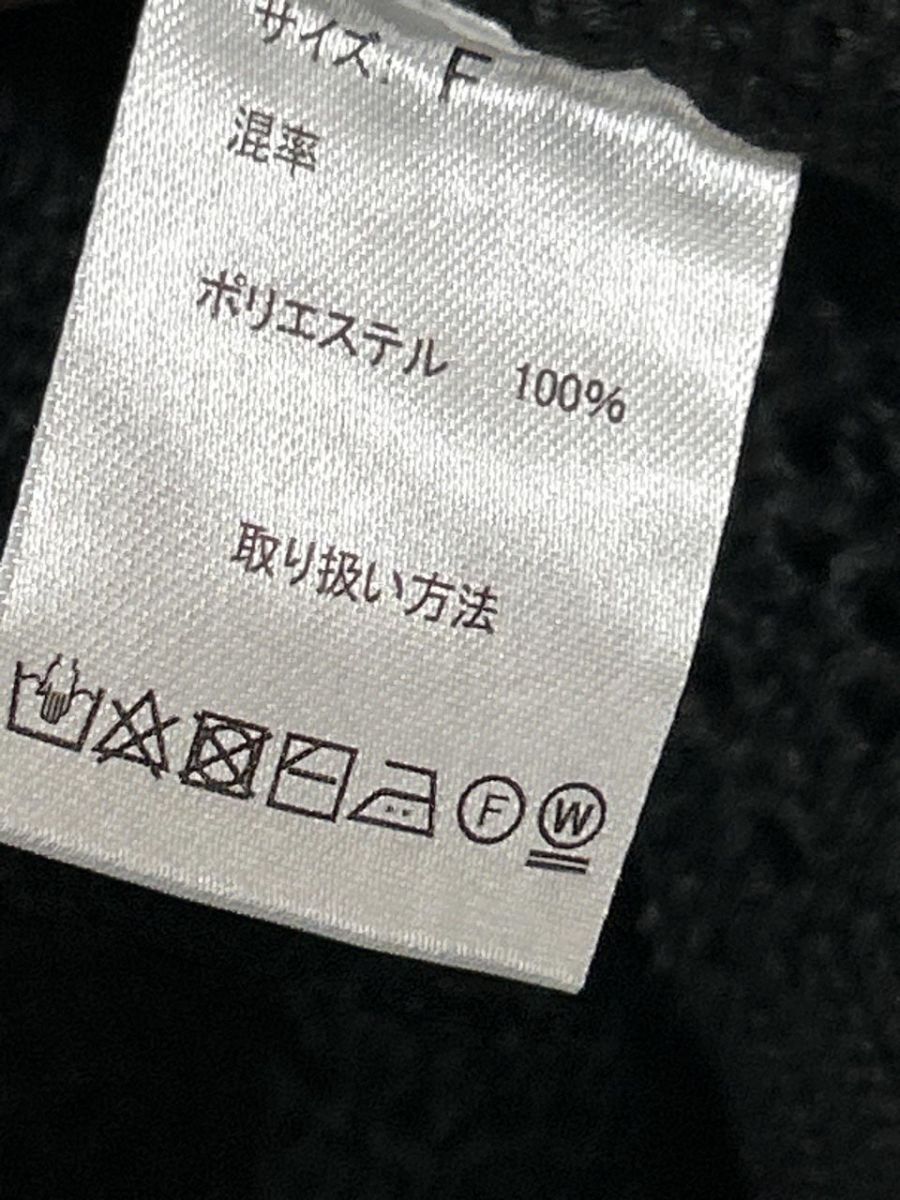 サイズ: F
混率
ポリエステル 100%
取り扱い方法
F W